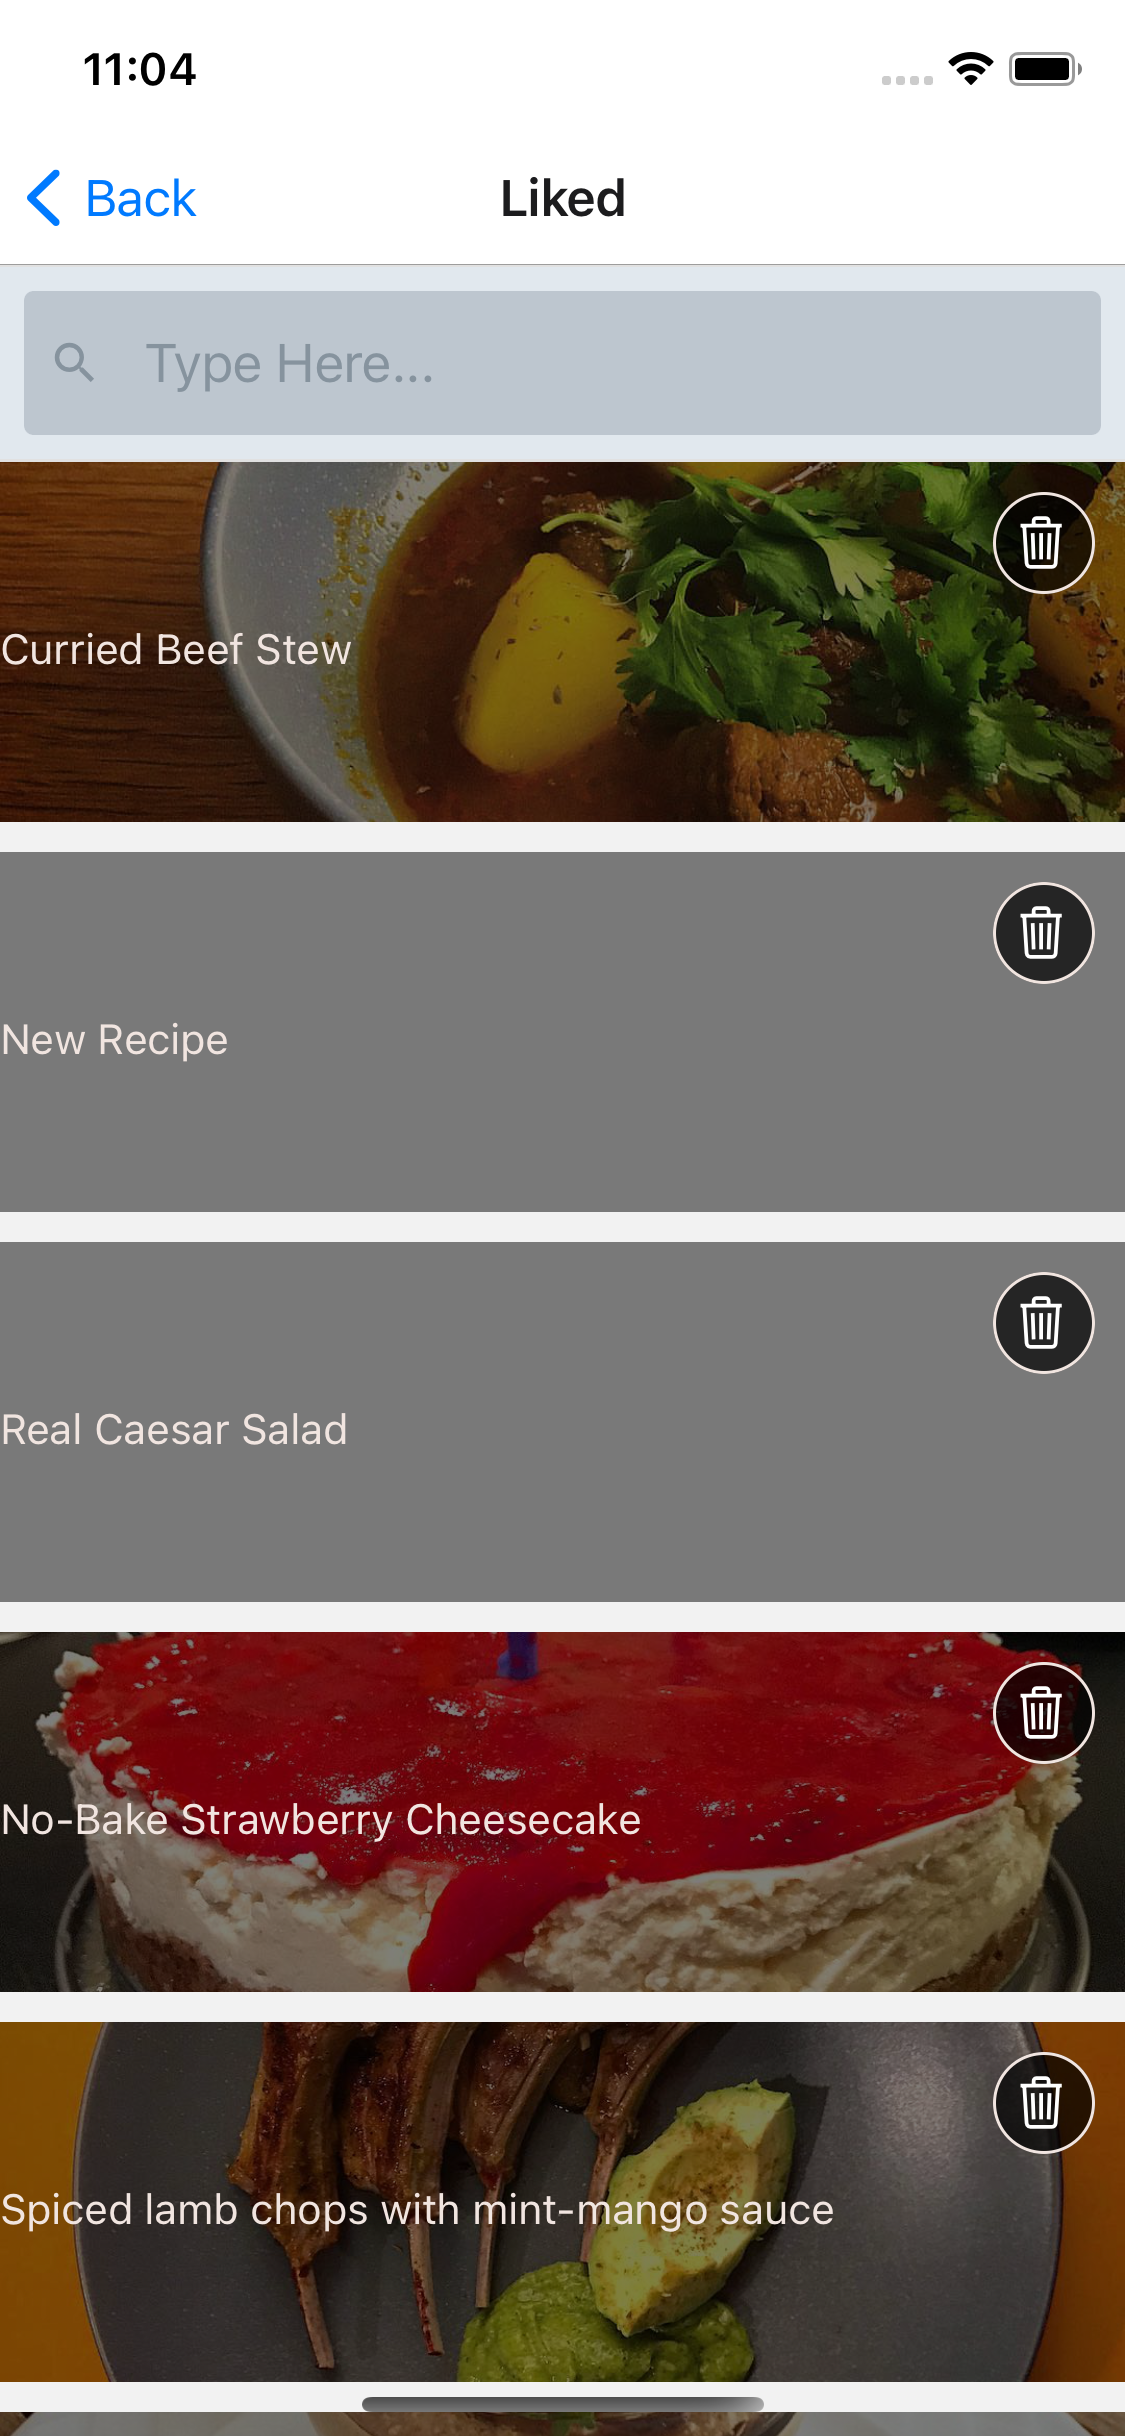 11:04
Back
Liked
Type Here...
Curried Beef Stew
New Recipe
Real Caesar Salad
No-Bake Strawberry Cheesecake
Spiced lamb chops with mint-mango sauce